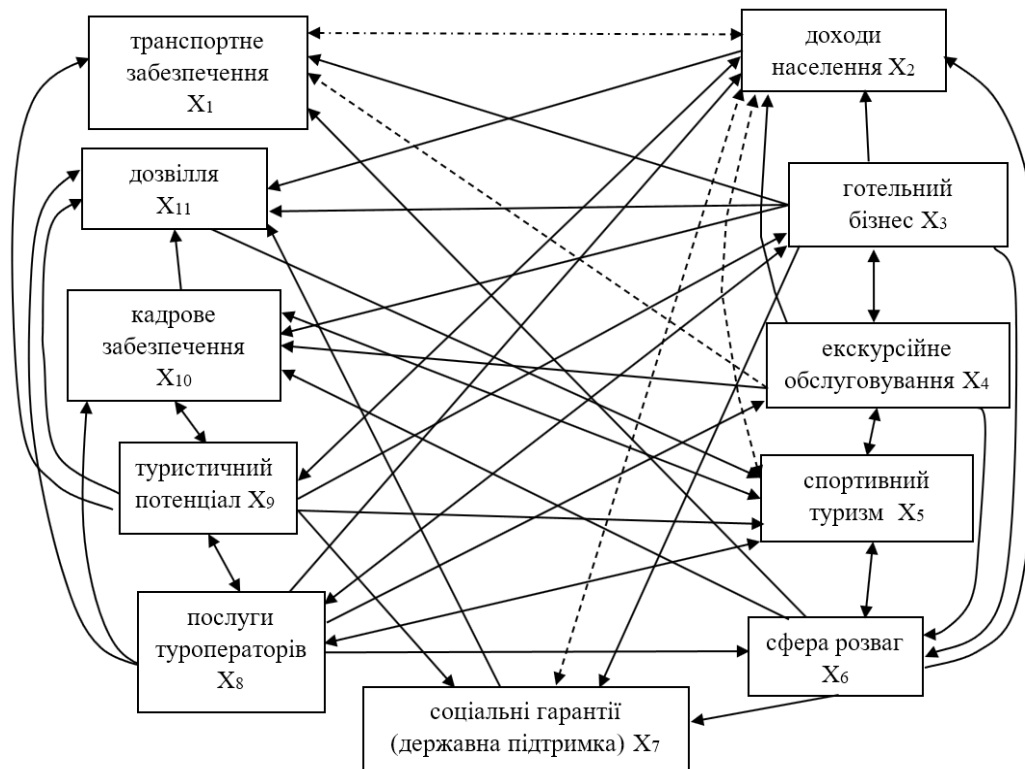 транспортне
забезпечення
X1
доходи
населення X2
дозвілля
X11
готельний
бізнес X3
кадрове
забезпечення
X10
екскурсійне
обслуговування X4
туристичний
потенціал X9
спортивний
туризм X5
послуги
туроператорів
X8
сфера розваг
X6
соціальні гарантії
(державна підтримка) X7